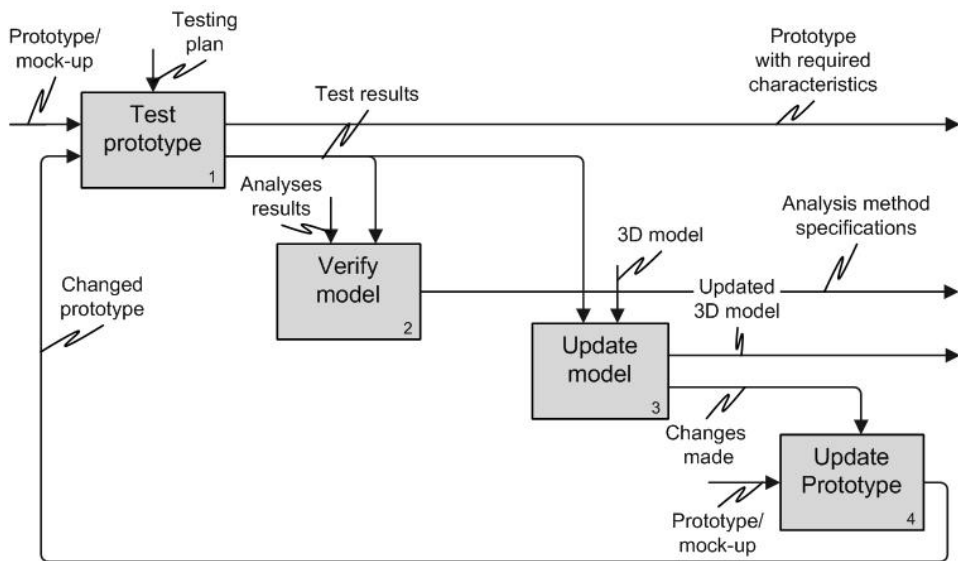 Testing
plan
Prototype/
mock-up
Prototype
with required
characteristics
Test
prototype
1
Test results
Analyses
results
Verify
model
2
3D model
Analysis method
specifications
Changed
prototype
Updated
3D model
Update
model
3
Changes
made
Update
Prototype
4
Prototype/
mock-up